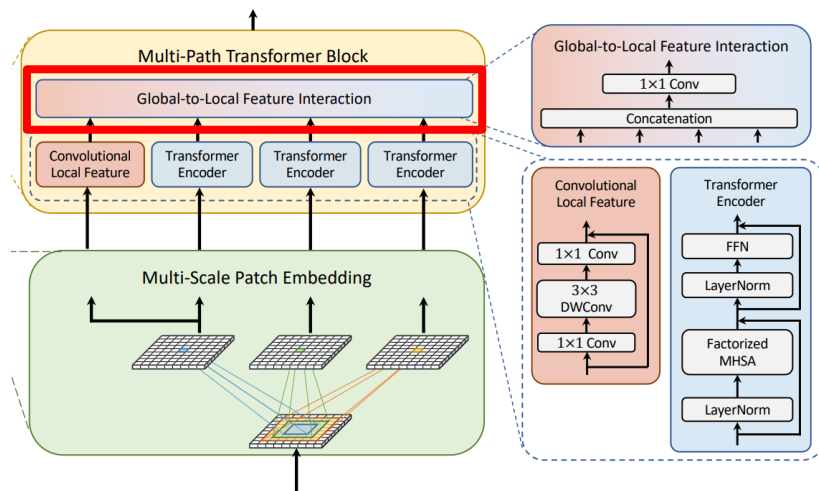 Multi-Path Transformer Block
Global-to-Local Feature Interaction
Convolutional
Local Feature
Transformer
Encoder
Transformer
Encoder
Transformer
Encoder
Multi-Scale Patch Embedding
Global-to-Local Feature Interaction
1×1 Conv
Concatenation
Convolutional
Local Feature
1×1 Conv
3×3
DWConv
1×1 Conv
Transformer
Encoder
FFN
LayerNorm
Factorized
MHSA
LayerNorm